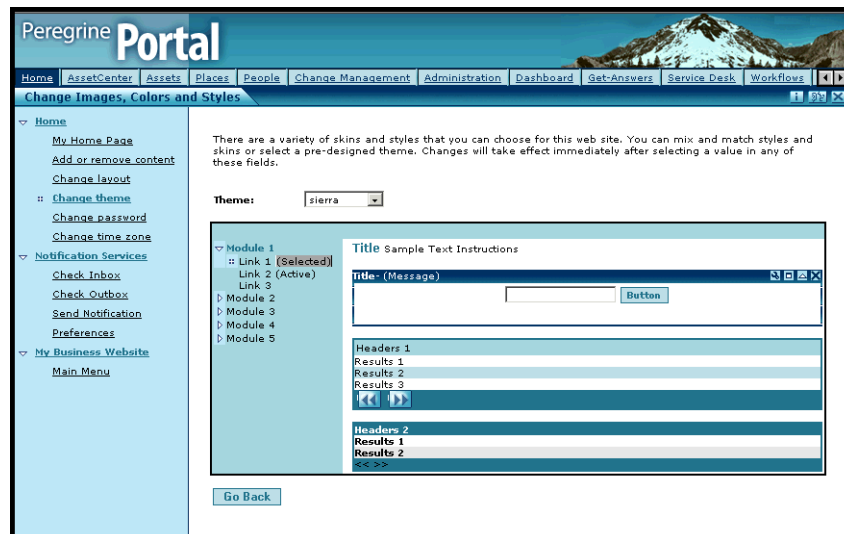 Peregrine Portal
Home AssetCenter Assets Places People Change Management Administration Dashboard Get-Answers Service Desk Workflows
Change Images, Colors and Styles
Home
My Home Page
Add or remove content
Change layout
Change theme
Change password
Change time zone
Notification Services
Check Inbox
Check Outbox
Send Notification
Preferences
My Business Website
Main Menu
There are a variety of skins and styles that you can choose for this web site. You can mix and match styles and
skins or select a pre-designed theme. Changes will take effect immediately after selecting a value in any of
these fields.
Theme: sierra
Module 1
Link 1 (Selected)
Link 2 (Active)
Link 3
Module 2
Module 3
Module 4
Module 5
Title Sample Text Instructions
Title- (Message)
Button
Headers 1
Results 1
Results 2
Results 3
Headers 2
Results 1
Results 2
<< >>
Go Back